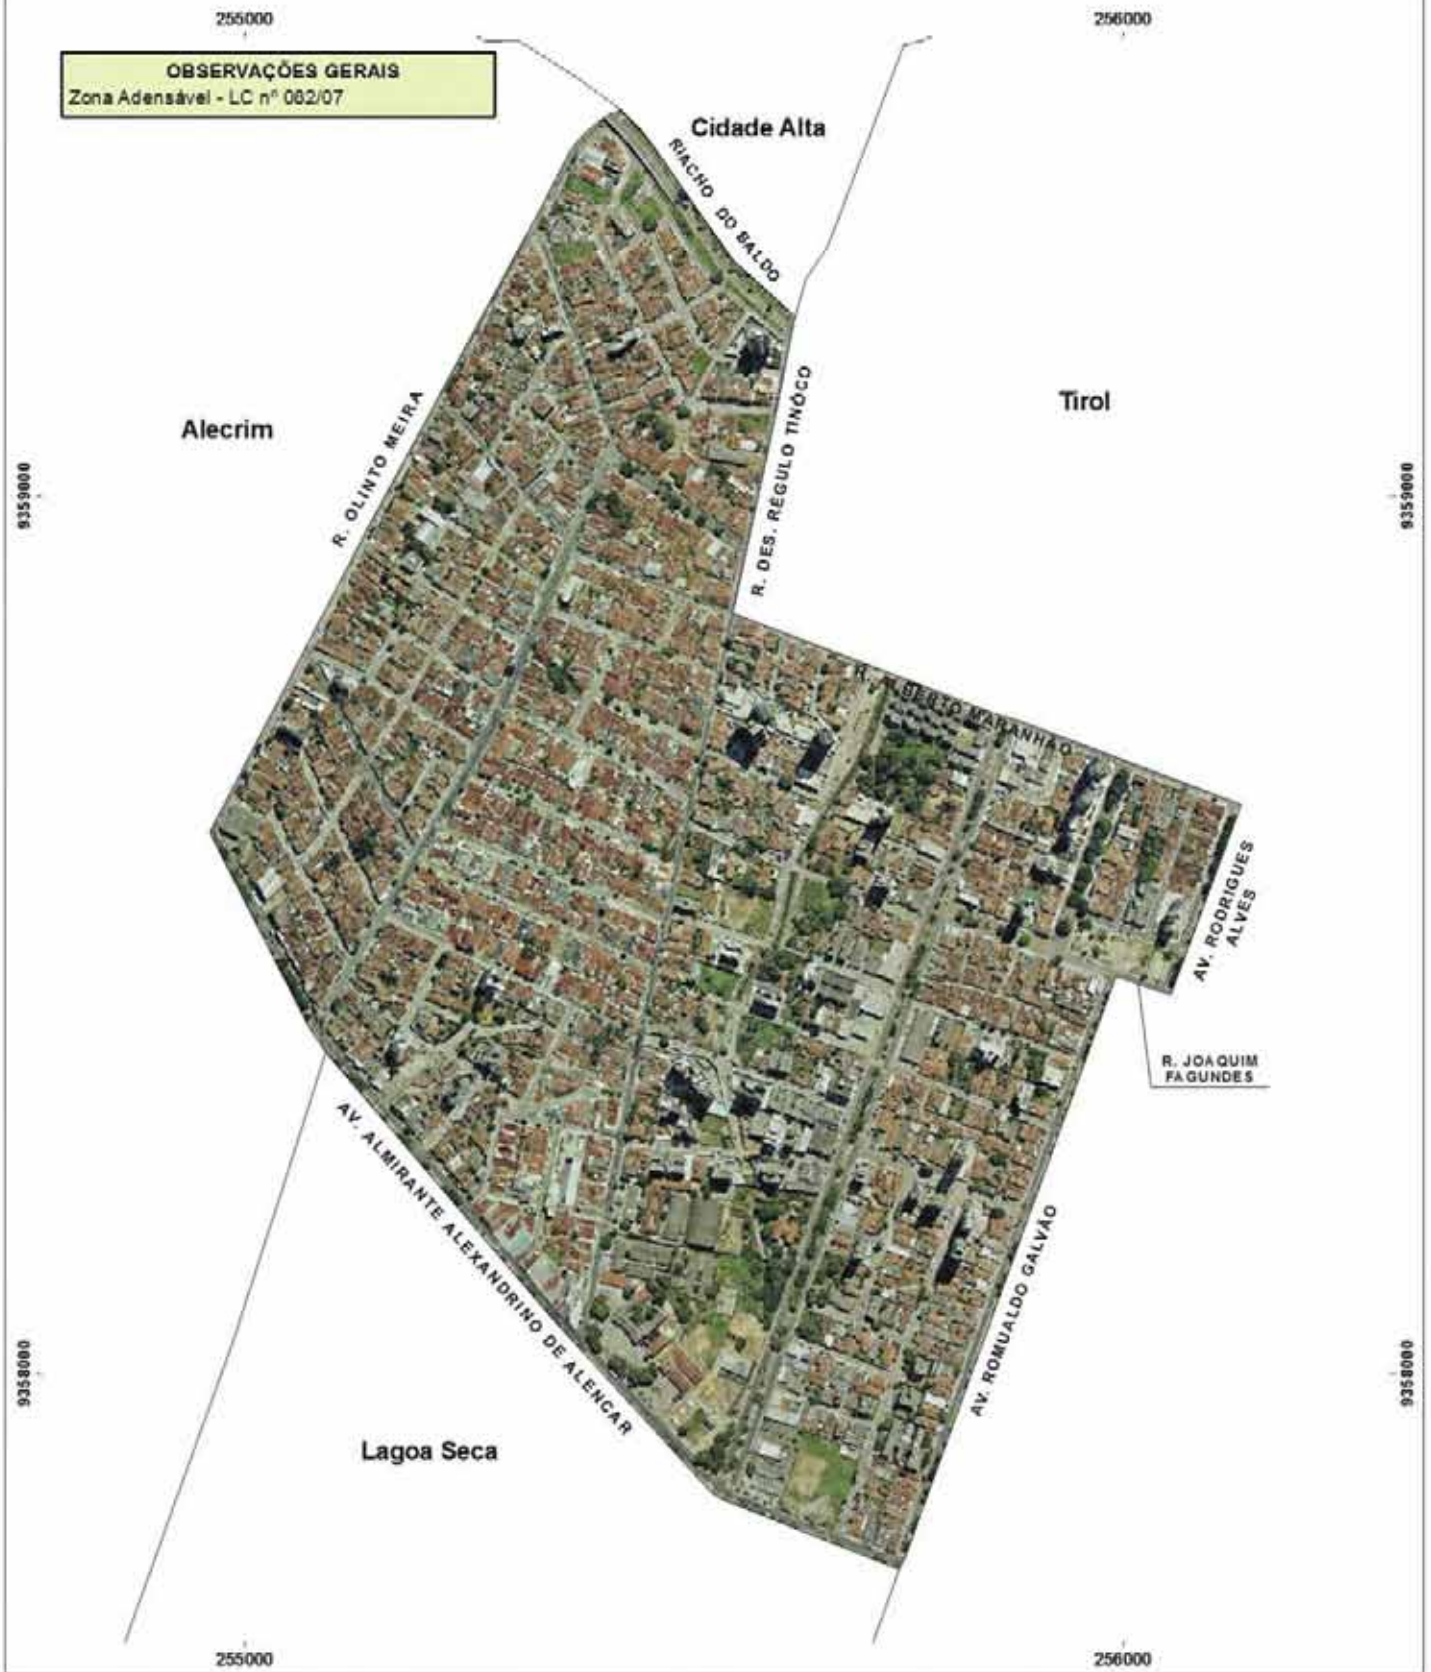 255000
256000
OBSERVAÇÕES GERAIS
Zona Adensável - LC nº 062/07
Cidade Alta
RIACHO DO BALDO
Tirol
Alecrim
R. OLINTO MEIRA
R. DES. RÉGULO TINÔCO
9359000
9359000
R. ALBERTO MARANHÃO
AV. RODRIGUES
ALVES
R. JOAQUIM
FAGUNDES
AV. ALMIRANTE ALEXANDRINO DE ALENCAR
AV. ROMUALDO GALVÃO
9358000
9358000
Lagoa Seca
255000
256000